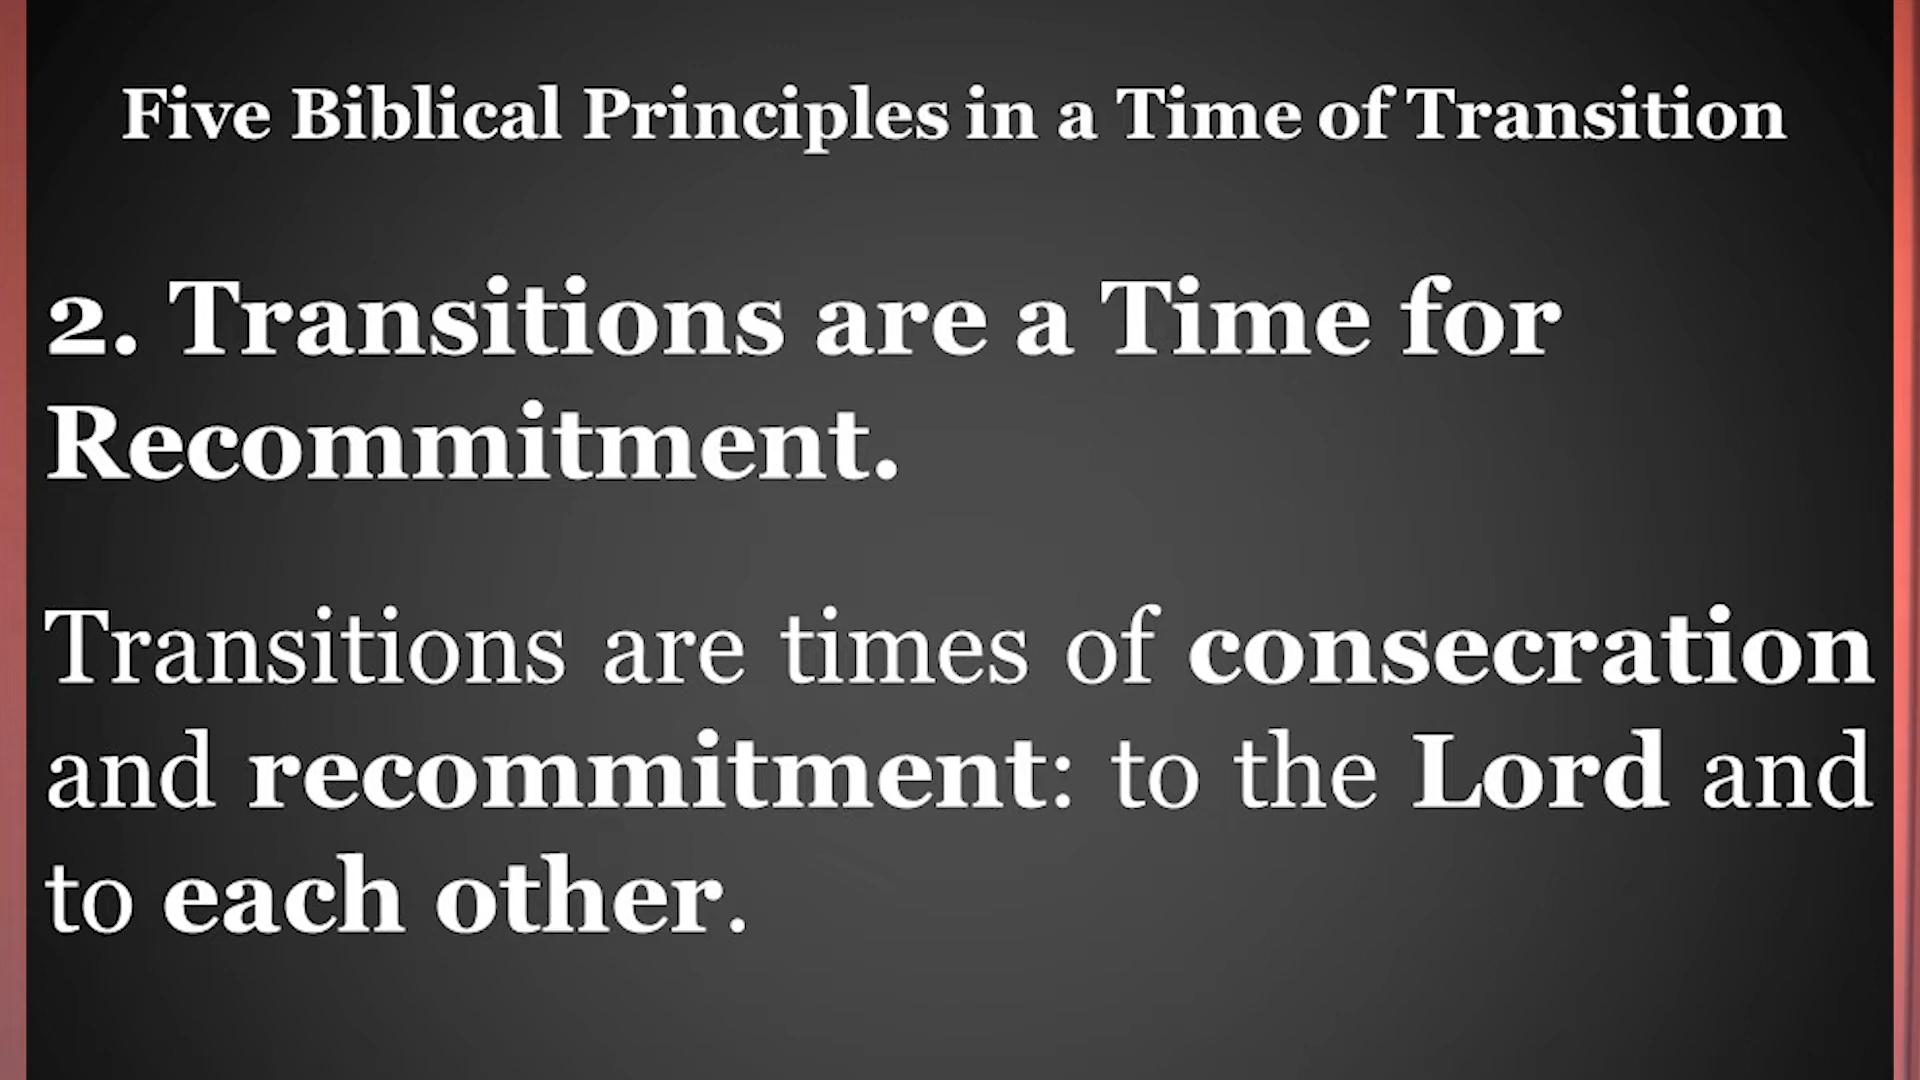 Five Biblical Principles in a Time of Transition
2. Transitions are a Time for
Recommitment.
Transitions are times of consecration
and recommitment: to the Lord and
to each other.